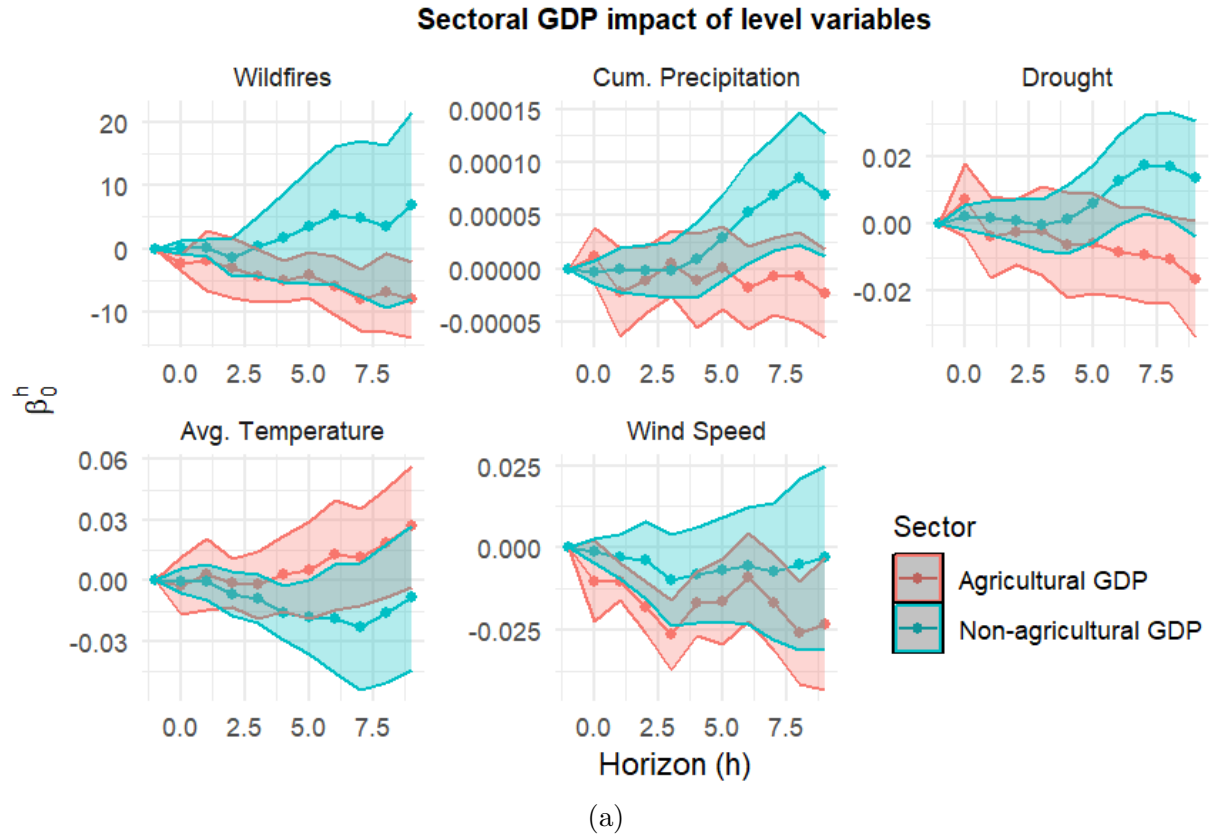 Sectoral GDP impact of level variables
Wildfires
Cum. Precipitation
Drought
20
10
0
-10
0.00015
0.00010
0.00005
0.00000
-0.00005
0.02
0.00
-0.02
0.0 2.5 5.0 7.5
0.0 2.5 5.0 7.5
0.0 2.5 5.0 7.5
β₀ʰ
Avg. Temperature
Wind Speed
0.06
0.03
0.00
-0.03
0.025
0.000
-0.025
0.0 2.5 5.0 7.5
0.0 2.5 5.0 7.5
Sector
Agricultural GDP
Non-agricultural GDP
Horizon (h)
(a)